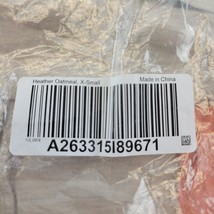 Heather Oatmeal, X-Small
Made in China
A263315I89671